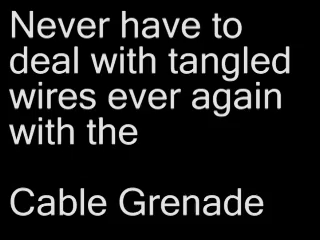 Never have to
deal with tangled
wires ever again
with the
Cable Grenade